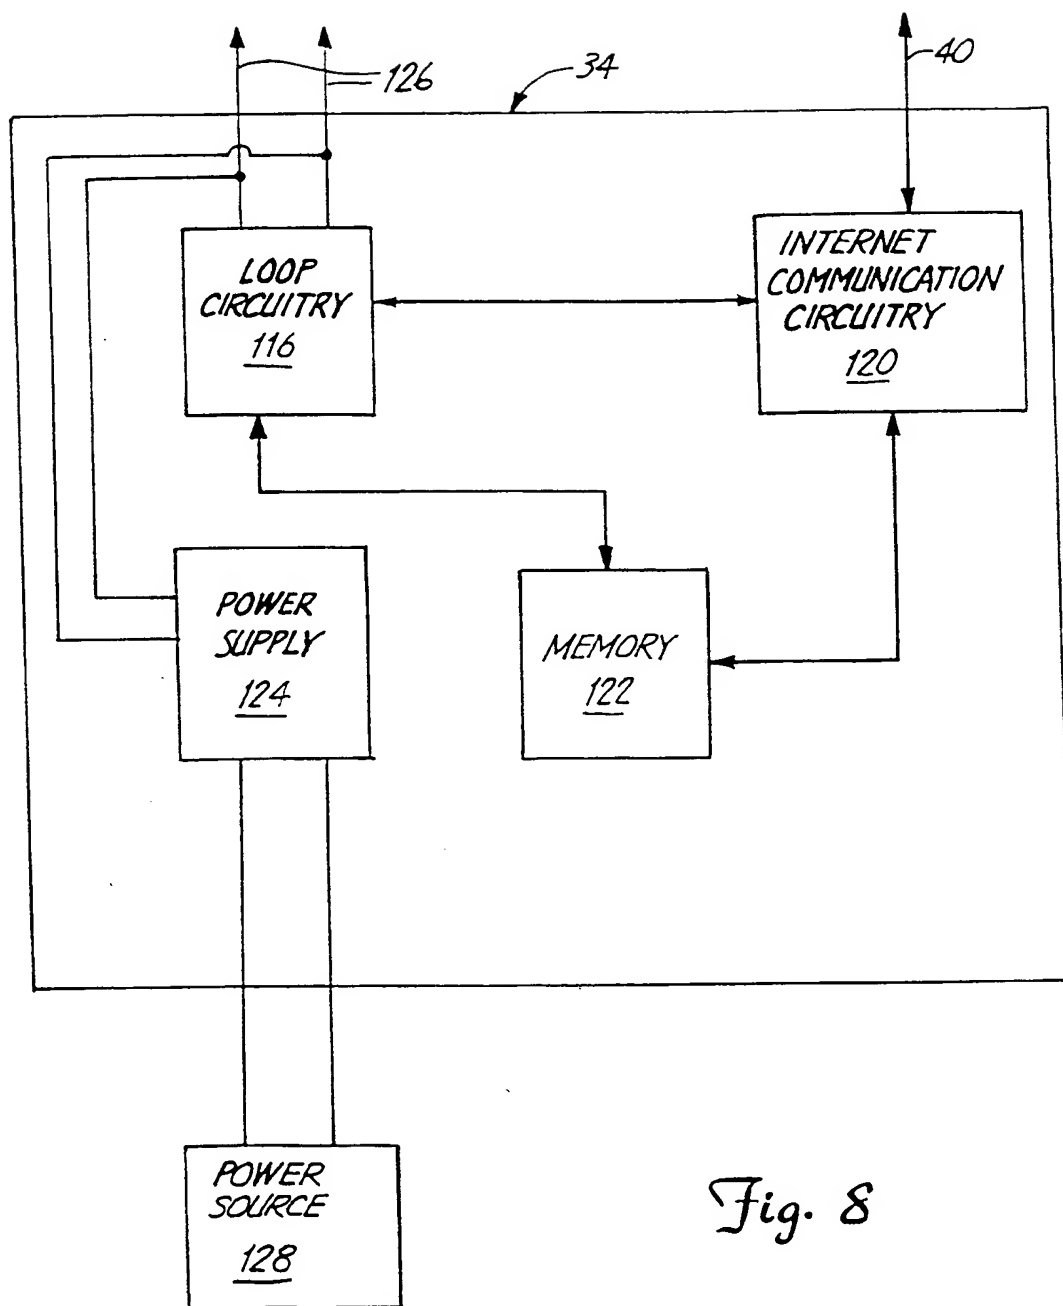 126
34
40
LOOP
CIRCUITRY
116
INTERNET
COMMUNICATION
CIRCUITRY
120
POWER
SUPPLY
124
MEMORY
122
POWER
SOURCE
128
Fig. 8